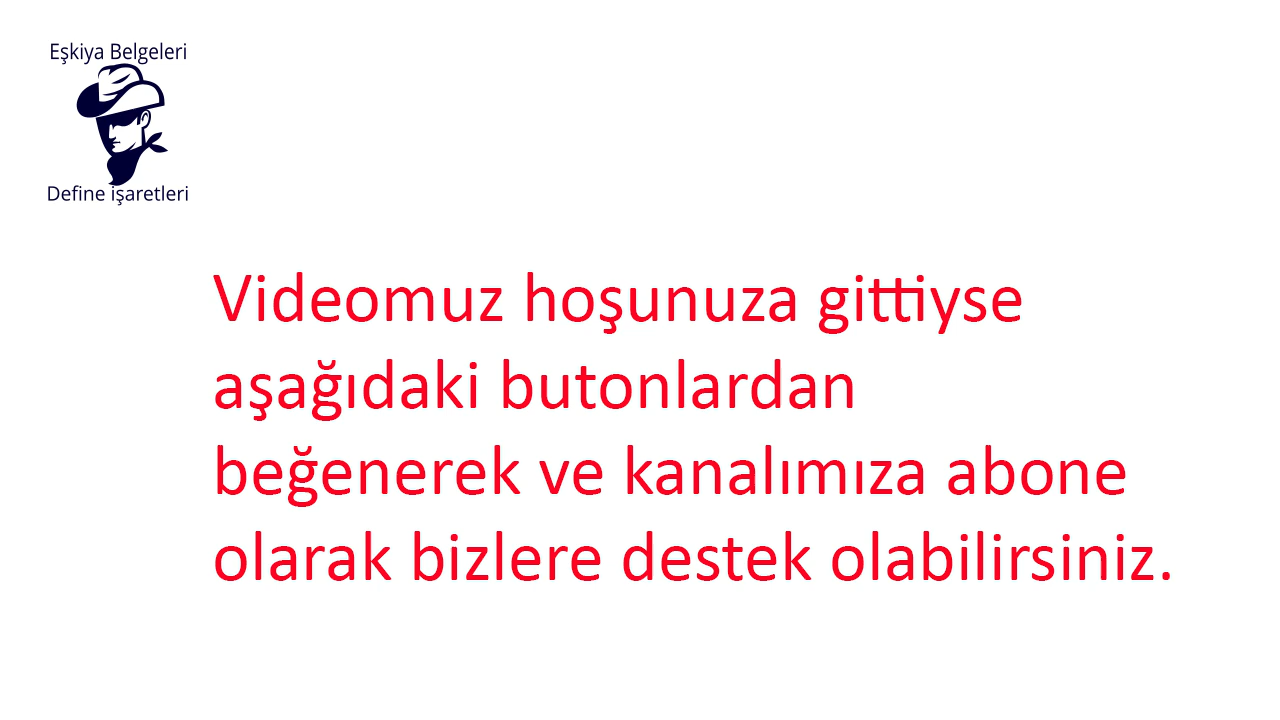 Eşkiya Belgeleri
Define işaretleri
Videomuz hoşunuza gittiyse
aşağıdaki butonlardan
beğenerek ve kanalımıza abone
olarak bizlere destek olabilirsiniz.